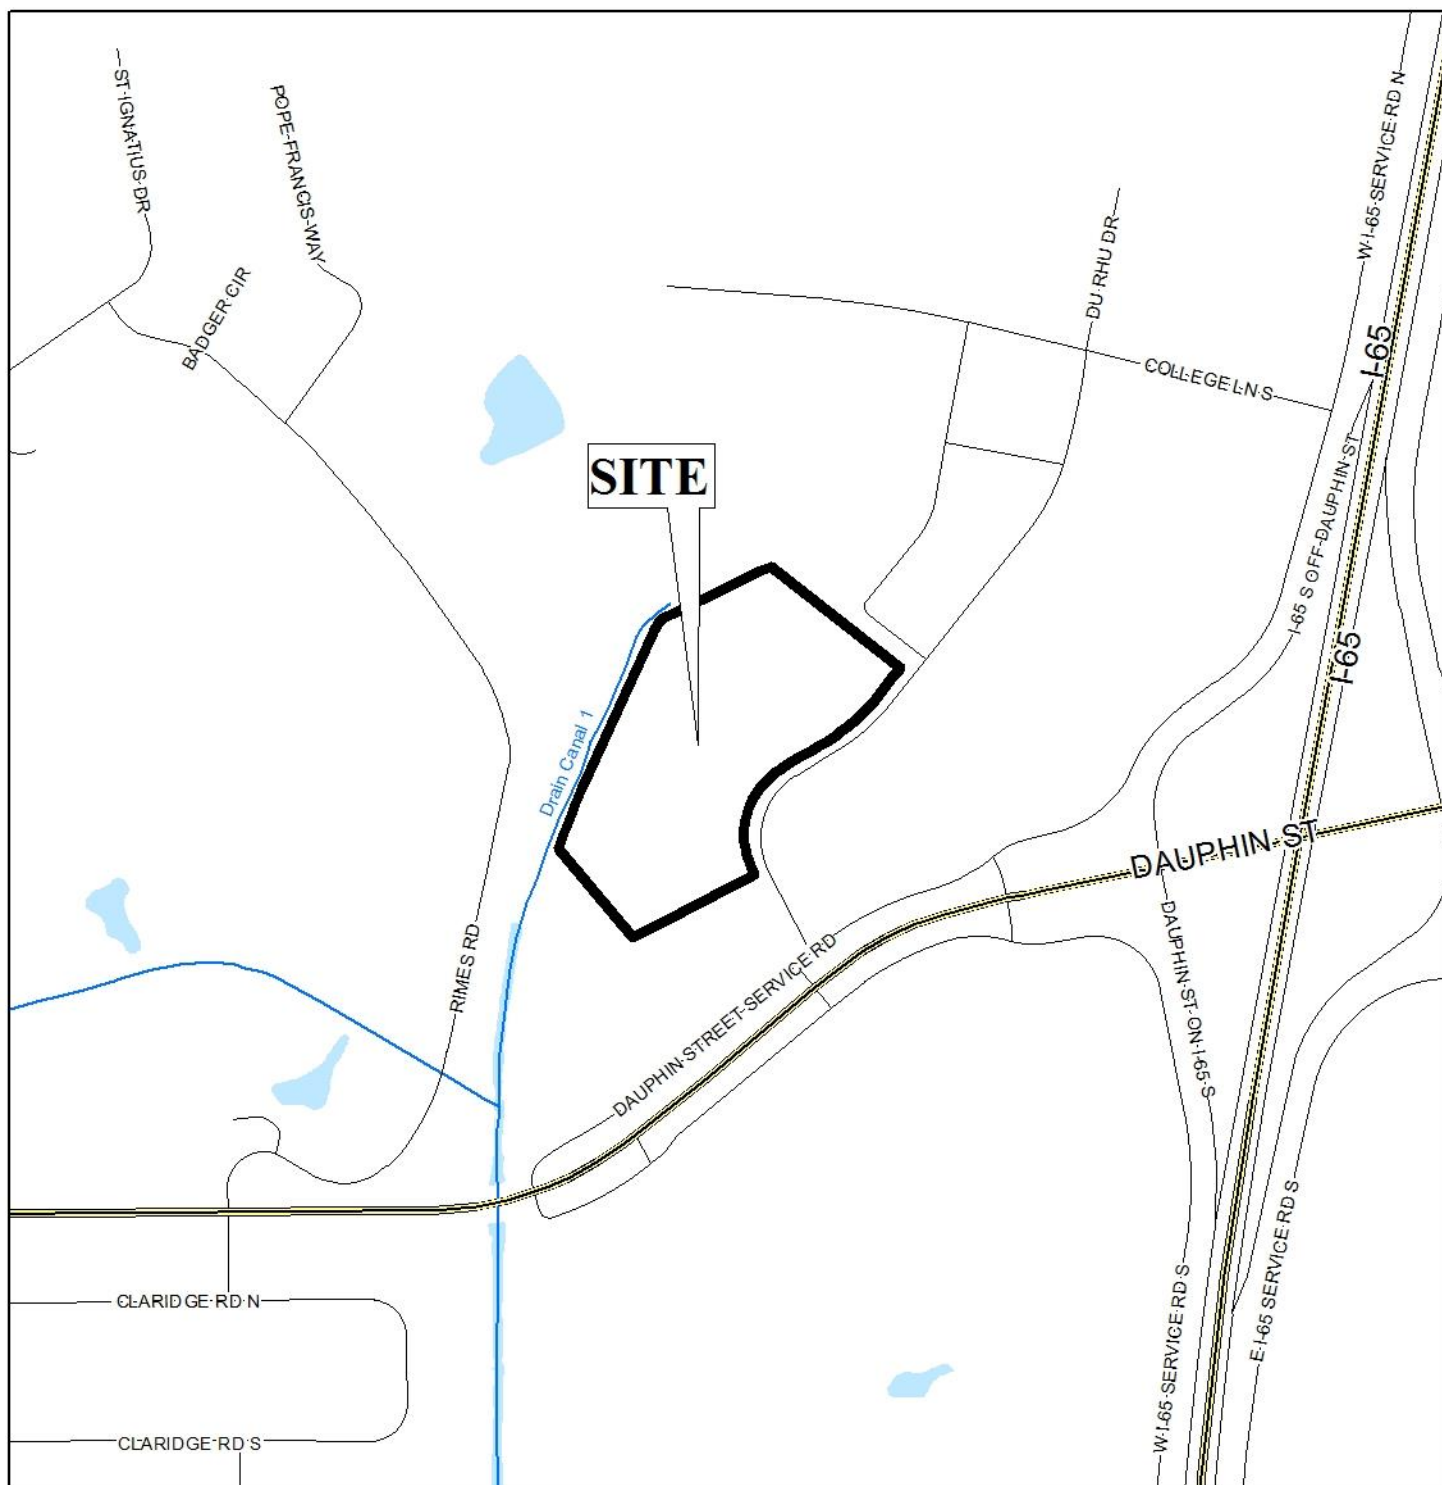 ST IGNATIUS DR
POPE FRANCIS WAY
W I-65 SERVICE RD N
DU RHU DR
BADGER CIR
I-65
COLLEGE LN S
SITE
I-65 S OFF DAUPHIN ST
I-65
Drain Canal 1
DAUPHIN ST
RIMES RD
DAUPHIN STREET SERVICE RD
DAUPHIN ST ON I-65 S
CLARIDGE RD N
E I-65 SERVICE RD S
W I-65 SERVICE RD S
CLARIDGE RD S